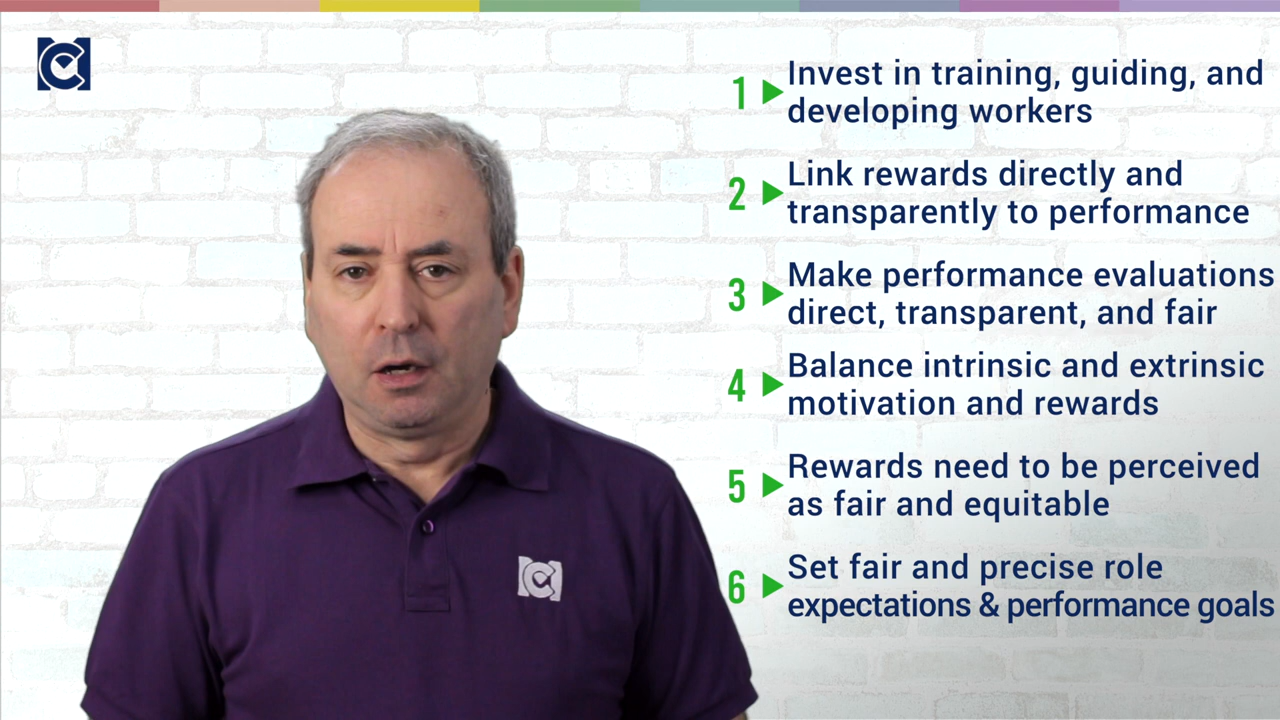 1 Invest in training, guiding, and
developing workers
2 Link rewards directly and
transparently to performance
3 Make performance evaluations
direct, transparent, and fair
4 Balance intrinsic and extrinsic
motivation and rewards
5 Rewards need to be perceived
as fair and equitable
6 Set fair and precise role
expectations & performance goals